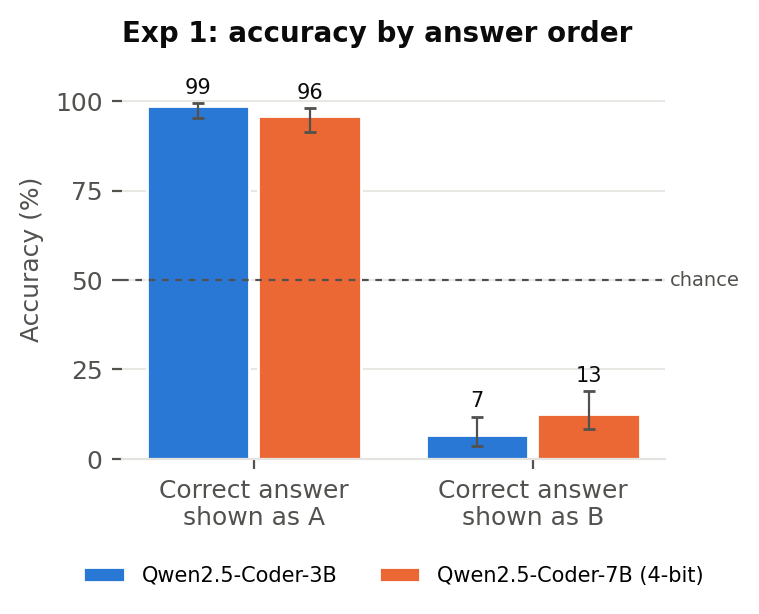 Exp 1: accuracy by answer order
Accuracy (%)
100
75
50
25
0
99
96
7
13
chance
Correct answer
shown as A
Correct answer
shown as B
Qwen2.5-Coder-3B
Qwen2.5-Coder-7B (4-bit)